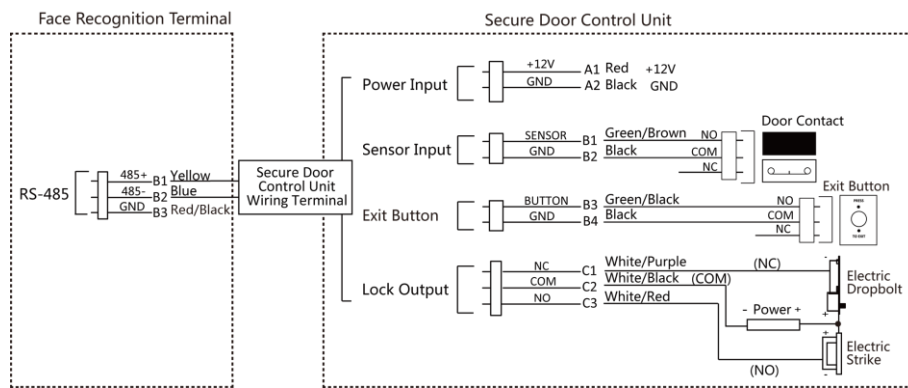 Face Recognition Terminal
Secure Door Control Unit
RS-485
485+ B1 Yellow
485- B2 Blue
GND B3 Red/Black
Secure Door
Control Unit
Wiring Terminal
Power Input
+12V A1 Red +12V
GND A2 Black GND
Sensor Input
SENSOR B1 Green/Brown NO
GND B2 Black COM
NC
Door Contact
Exit Button
BUTTON B3 Green/Black NO
GND B4 Black COM
NC
Exit Button
PRESS
TO EXIT
Lock Output
NC C1 White/Purple (NC)
COM C2 White/Black (COM)
NO C3 White/Red
(NO)
- Power +
-
+
Electric
Dropbolt
+
-
Electric
Strike